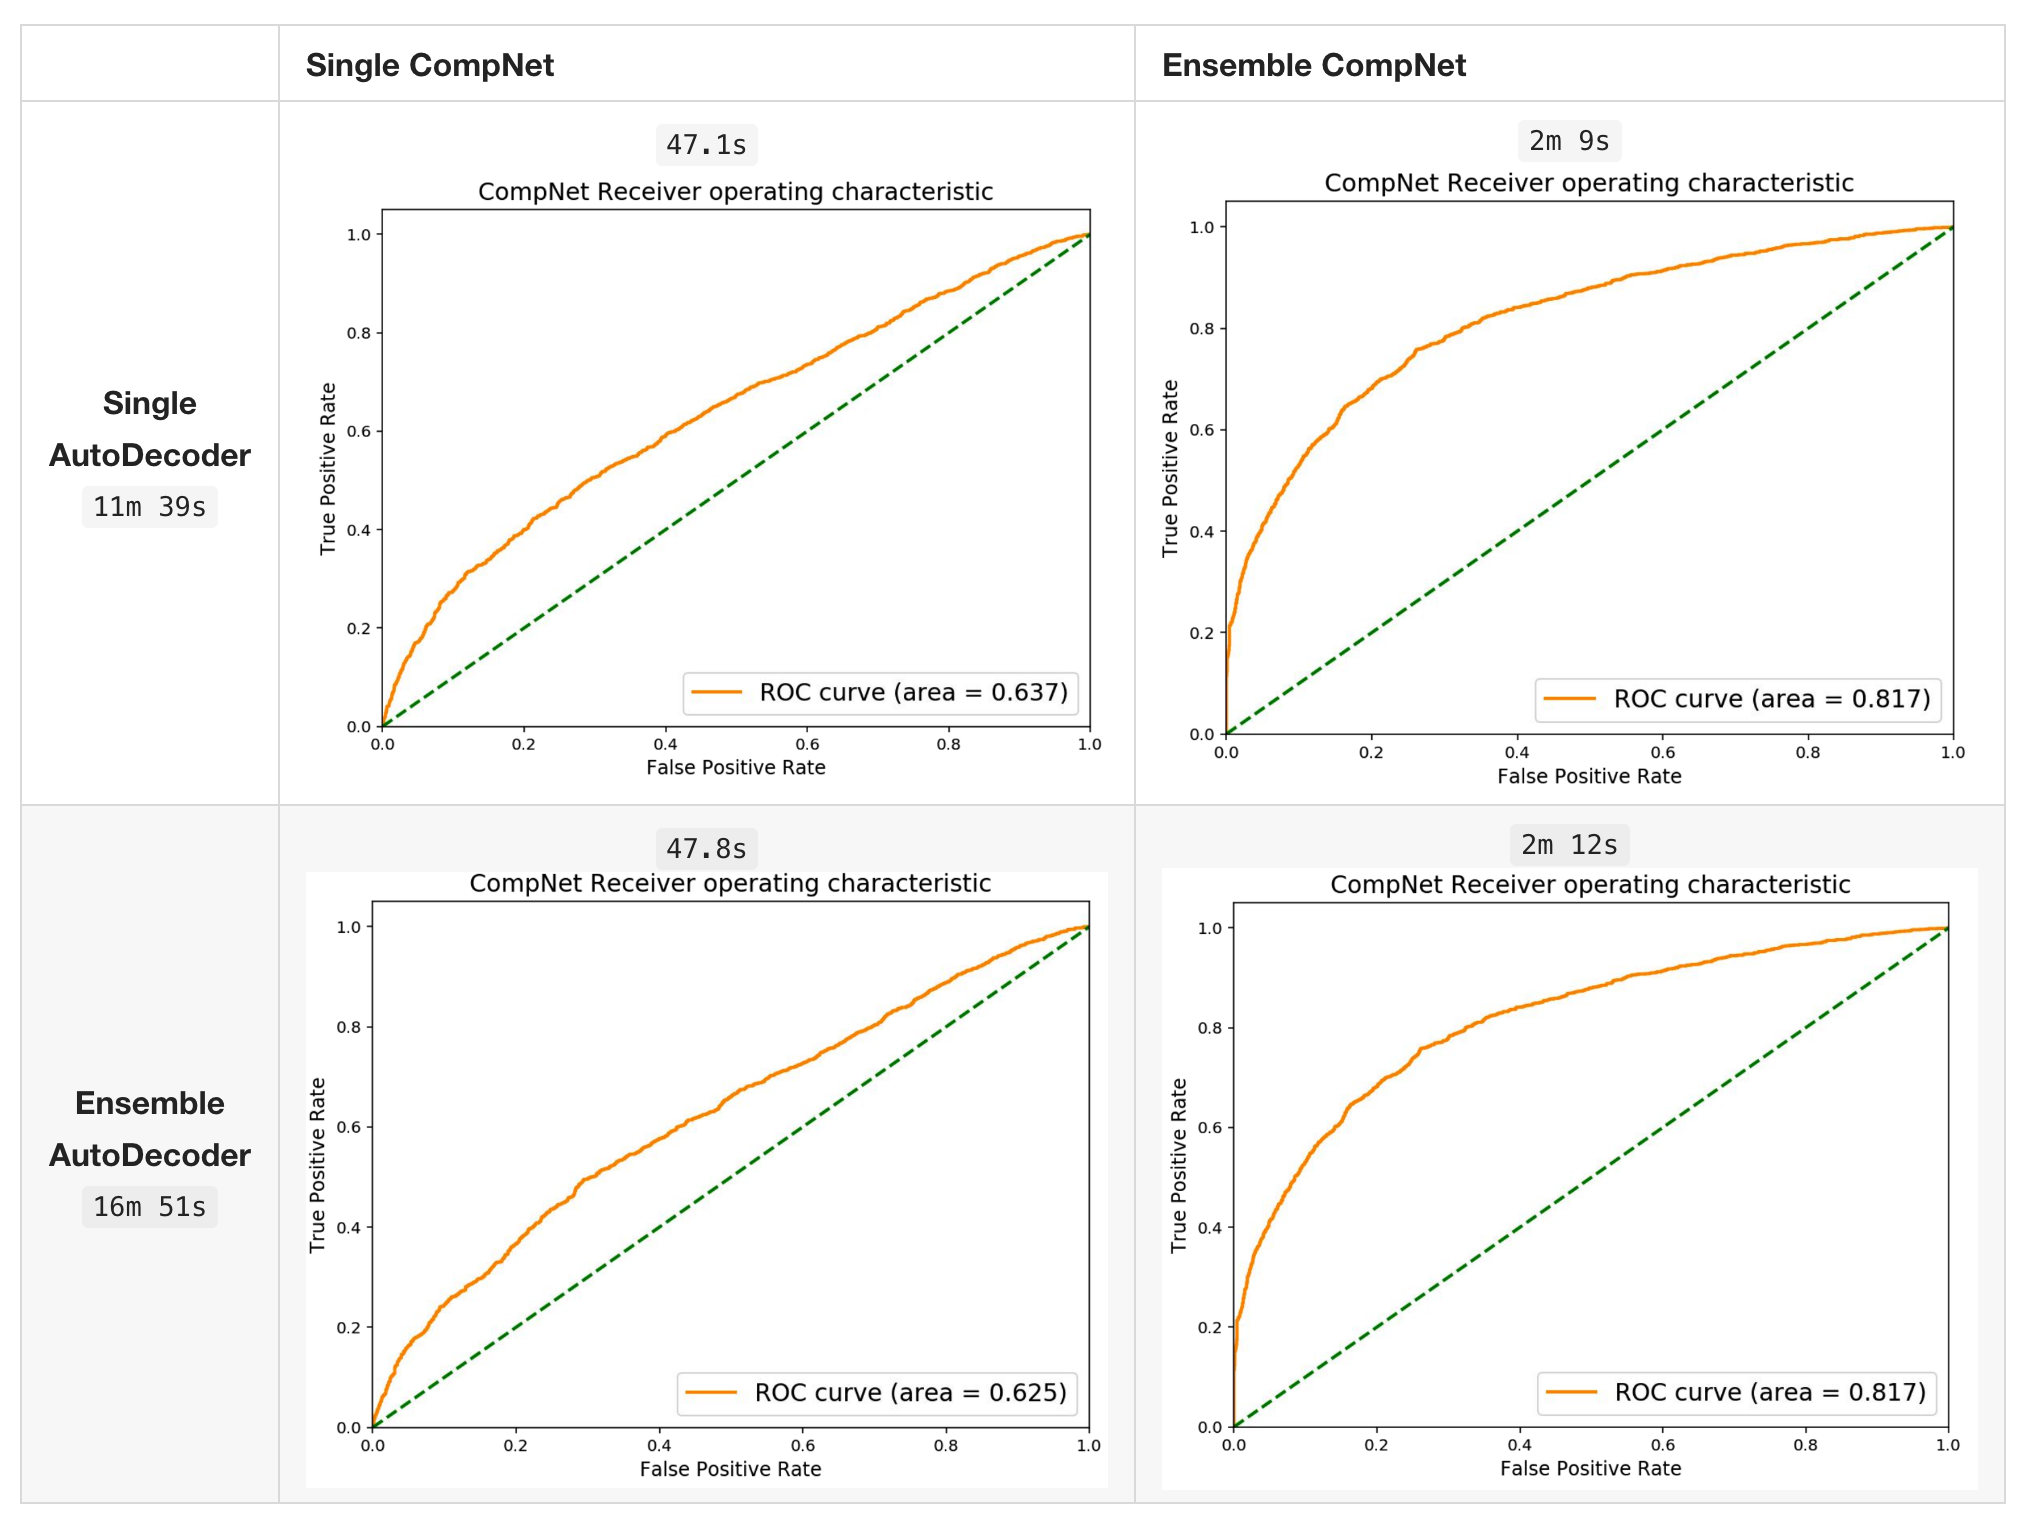 Single CompNet
Ensemble CompNet
Single
AutoDecoder
11m 39s
47.1s
CompNet Receiver operating characteristic
1.0
0.8
0.6
0.4
0.2
0.0
True Positive Rate
ROC curve (area = 0.637)
0.0 0.2 0.4 0.6 0.8 1.0
False Positive Rate
2m 9s
CompNet Receiver operating characteristic
1.0
0.8
0.6
0.4
0.2
0.0
True Positive Rate
ROC curve (area = 0.817)
0.0 0.2 0.4 0.6 0.8 1.0
False Positive Rate
Ensemble
AutoDecoder
16m 51s
47.8s
CompNet Receiver operating characteristic
1.0
0.8
0.6
0.4
0.2
0.0
True Positive Rate
ROC curve (area = 0.625)
0.0 0.2 0.4 0.6 0.8 1.0
False Positive Rate
2m 12s
CompNet Receiver operating characteristic
1.0
0.8
0.6
0.4
0.2
0.0
True Positive Rate
ROC curve (area = 0.817)
0.0 0.2 0.4 0.6 0.8 1.0
False Positive Rate